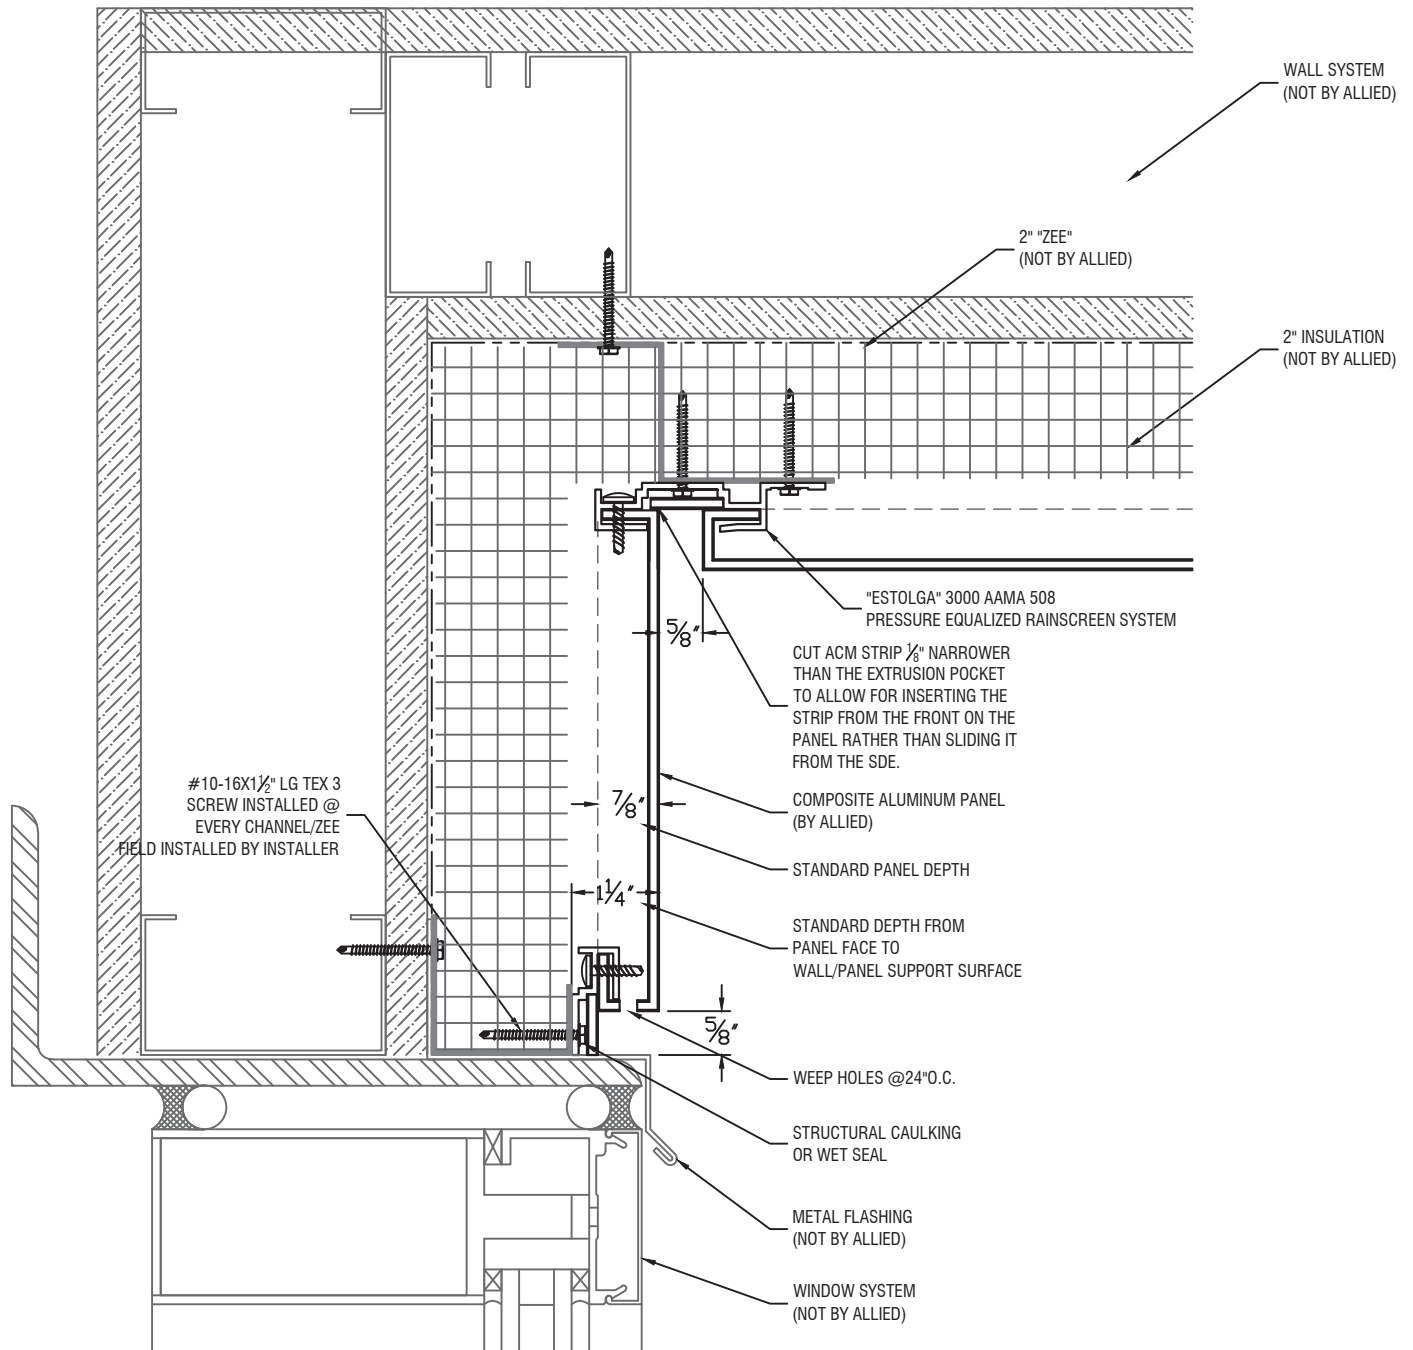 WALL SYSTEM
(NOT BY ALLIED)
2" "ZEE"
(NOT BY ALLIED)
2" INSULATION
(NOT BY ALLIED)
"ESTOLGA" 3000 AAMA 508
PRESSURE EQUALIZED RAINSCREEN SYSTEM
5/8"
CUT ACM STRIP 1/8" NARROWER
THAN THE EXTRUSION POCKET
TO ALLOW FOR INSERTING THE
STRIP FROM THE FRONT ON THE
PANEL RATHER THAN SLIDING IT
FROM THE SDE.
#10-16X1 1/2" LG TEX 3
SCREW INSTALLED @
EVERY CHANNEL/ZEE
FIELD INSTALLED BY INSTALLER
7/8"
COMPOSITE ALUMINUM PANEL
(BY ALLIED)
STANDARD PANEL DEPTH
1 1/4"
STANDARD DEPTH FROM
PANEL FACE TO
WALL/PANEL SUPPORT SURFACE
5/8"
WEEP HOLES @24"O.C.
STRUCTURAL CAULKING
OR WET SEAL
METAL FLASHING
(NOT BY ALLIED)
WINDOW SYSTEM
(NOT BY ALLIED)